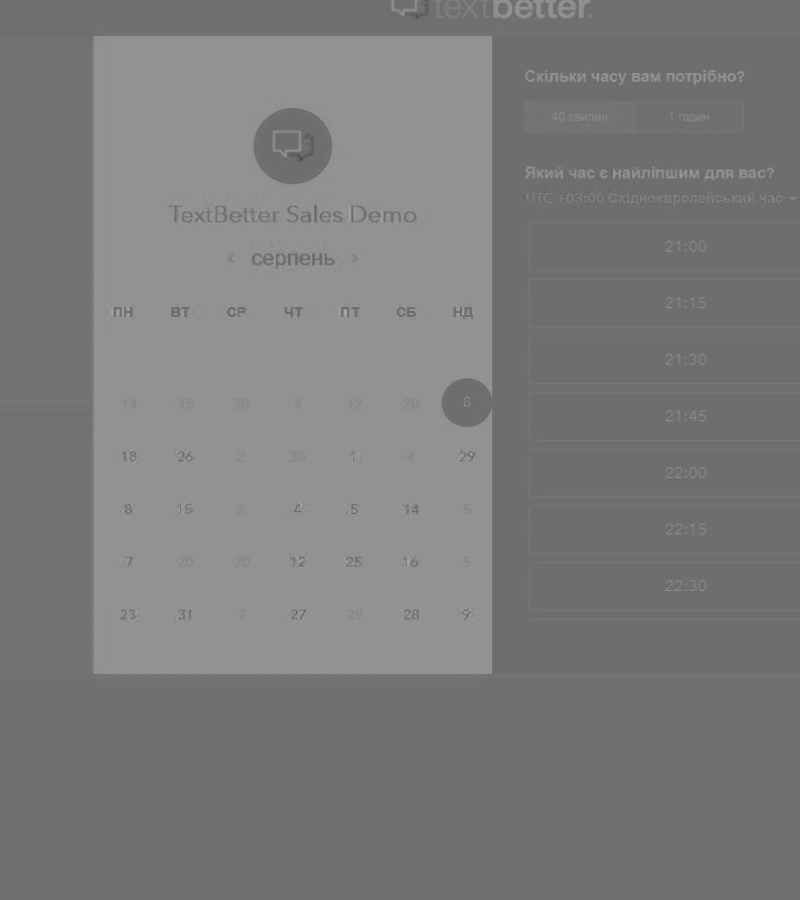 textbetter.
TextBetter Sales Demo
серпень
ПН ВТ СР ЧТ ПТ СБ НД
14 15 30 4 12 20 8
18 26 2 30 1 4 29
8 15 2 4 5 14 5
7 20 20 12 25 16 5
23 31 7 27 29 28 9
Скільки часу вам потрібно?
40 хвилин 1 годин
Який час є найліпшим для вас?
UTC +03:00 Східноєвропейський час
21:00
21:15
21:30
21:45
22:00
22:15
22:30